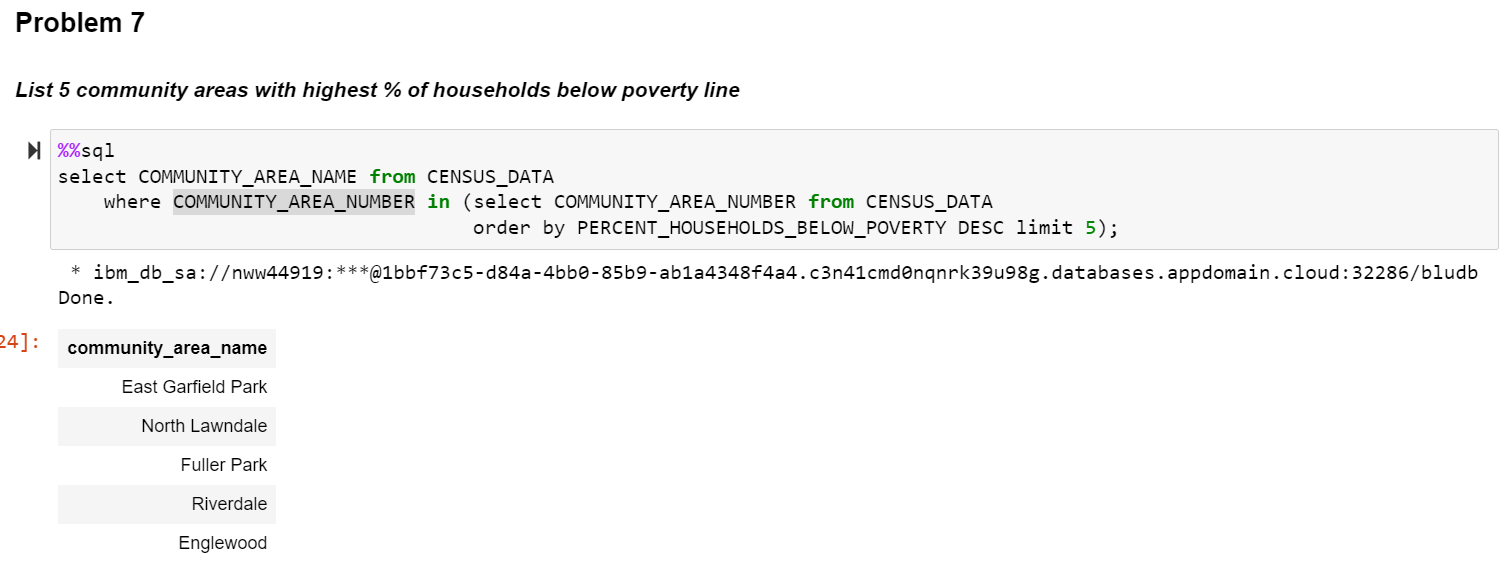 Problem 7
List 5 community areas with highest % of households below poverty line
%%sql
select COMMUNITY_AREA_NAME from CENSUS_DATA
where COMMUNITY_AREA_NUMBER in (select COMMUNITY_AREA_NUMBER from CENSUS_DATA
order by PERCENT_HOUSEHOLDS_BELOW_POVERTY DESC limit 5);
* ibm_db_sa://nww44919:***@1bbf73c5-d84a-4bb0-85b9-ab1a4348f4a4.c3n41cmd0nqnrk39u98g.databases.appdomain.cloud:32286/bludb
Done.
24]:
community_area_name
East Garfield Park
North Lawndale
Fuller Park
Riverdale
Englewood